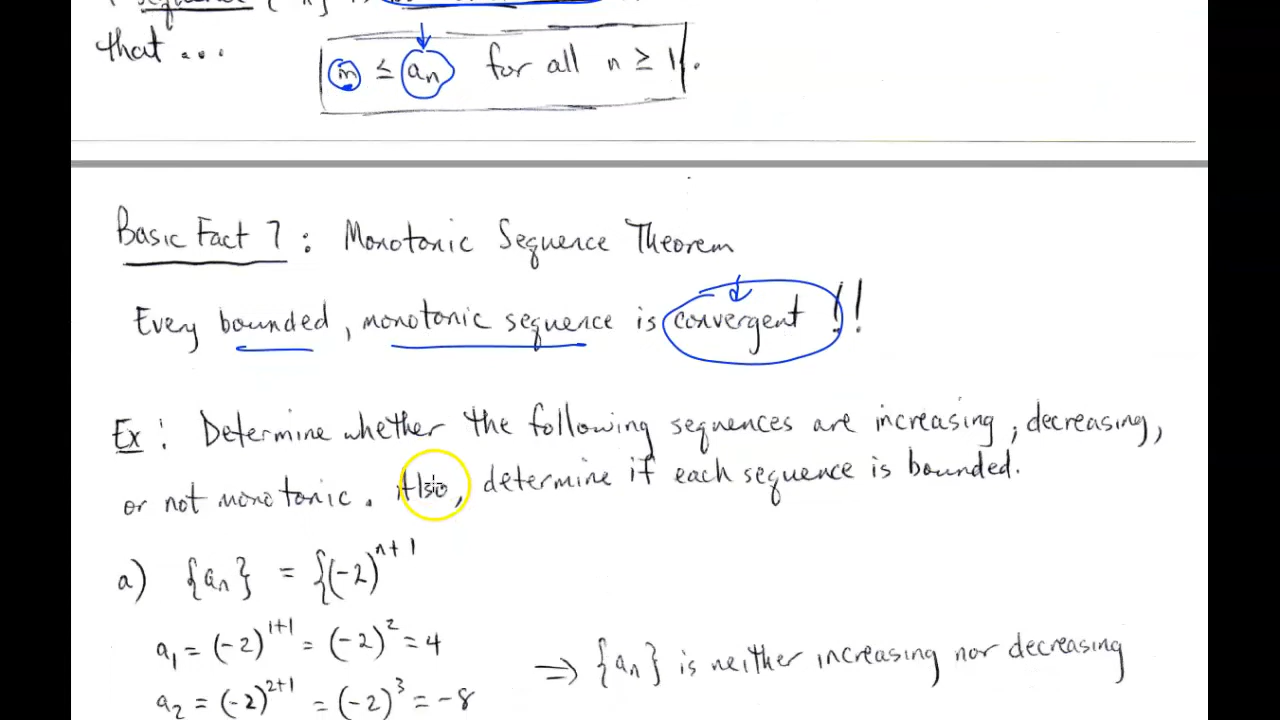 that ...
m ≤ aₙ for all n ≥ 1.
Basic Fact 7: Monotonic Sequence Theorem
Every bounded, monotonic sequence is convergent!!
Ex: Determine whether the following sequences are increasing, decreasing,
or not monotonic. Also, determine if each sequence is bounded.
a) {aₙ} = {(-2)ⁿ⁺¹
a₁ = (-2)¹⁺¹ = (-2)² = 4
⇒ {aₙ} is neither increasing nor decreasing
a₂ = (-2)²⁺¹ = (-2)³ = -8